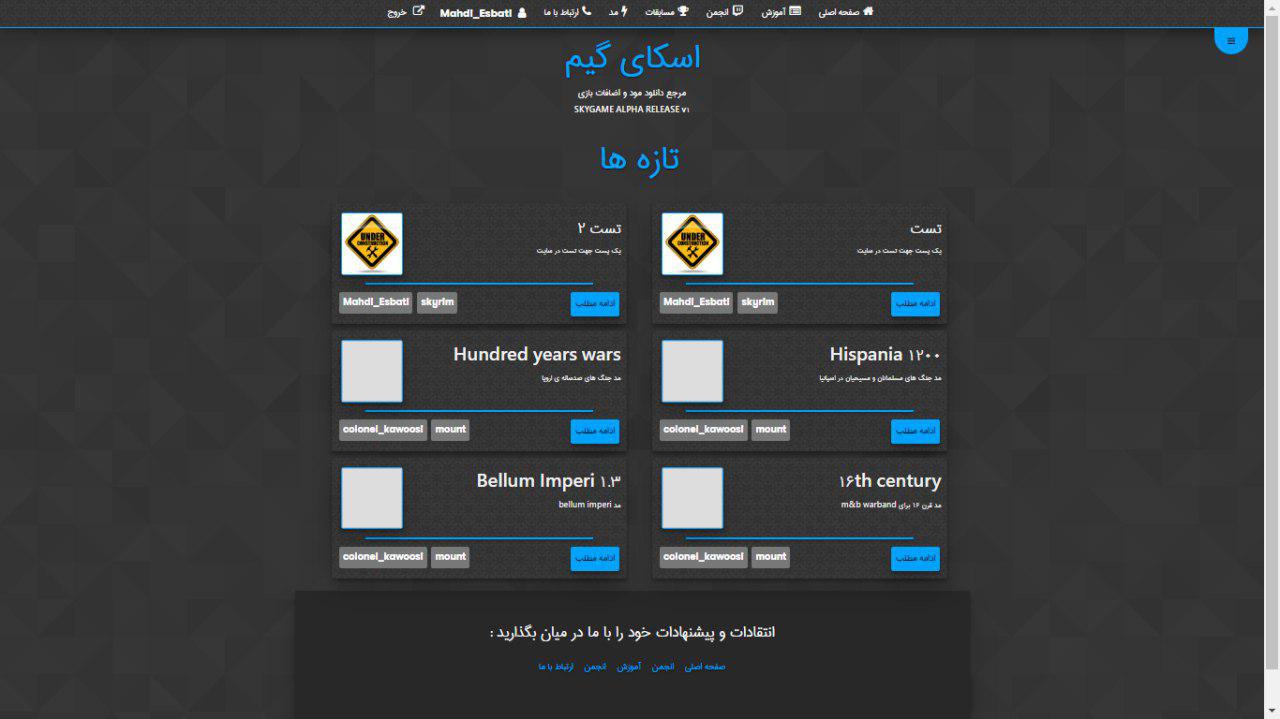 صفحه اصلی آموزش انجمن مسابقات مد ارتباط با ما Mahdi_Esbati خروج
اسکای گیم
مرجع دانلود مود و اضافات بازی
SKYGAME ALPHA RELEASE V۱
تازه ها
تست
یک پست جهت تست در سایت
UNDER CONSTRUCTION
ادامه مطلب skyrim Mahdi_Esbati
تست ۲
یک پست جهت تست در سایت
UNDER CONSTRUCTION
ادامه مطلب skyrim Mahdi_Esbati
Hispania ۱۲۰۰
مد جنگ های مسلمانان و مسیحیان در اسپانیا
ادامه مطلب mount colonel_kawoosi
Hundred years wars
مد جنگ های صدساله ی اروپا
ادامه مطلب mount colonel_kawoosi
۱۶th century
مد قرن ۱۶ برای m&b warband
ادامه مطلب mount colonel_kawoosi
Bellum Imperi ۱.۳
مد bellum imperi
ادامه مطلب mount colonel_kawoosi
انتقادات و پیشنهادات خود را با ما در میان بگذارید :
صفحه اصلی انجمن آموزش انجمن ارتباط با ما